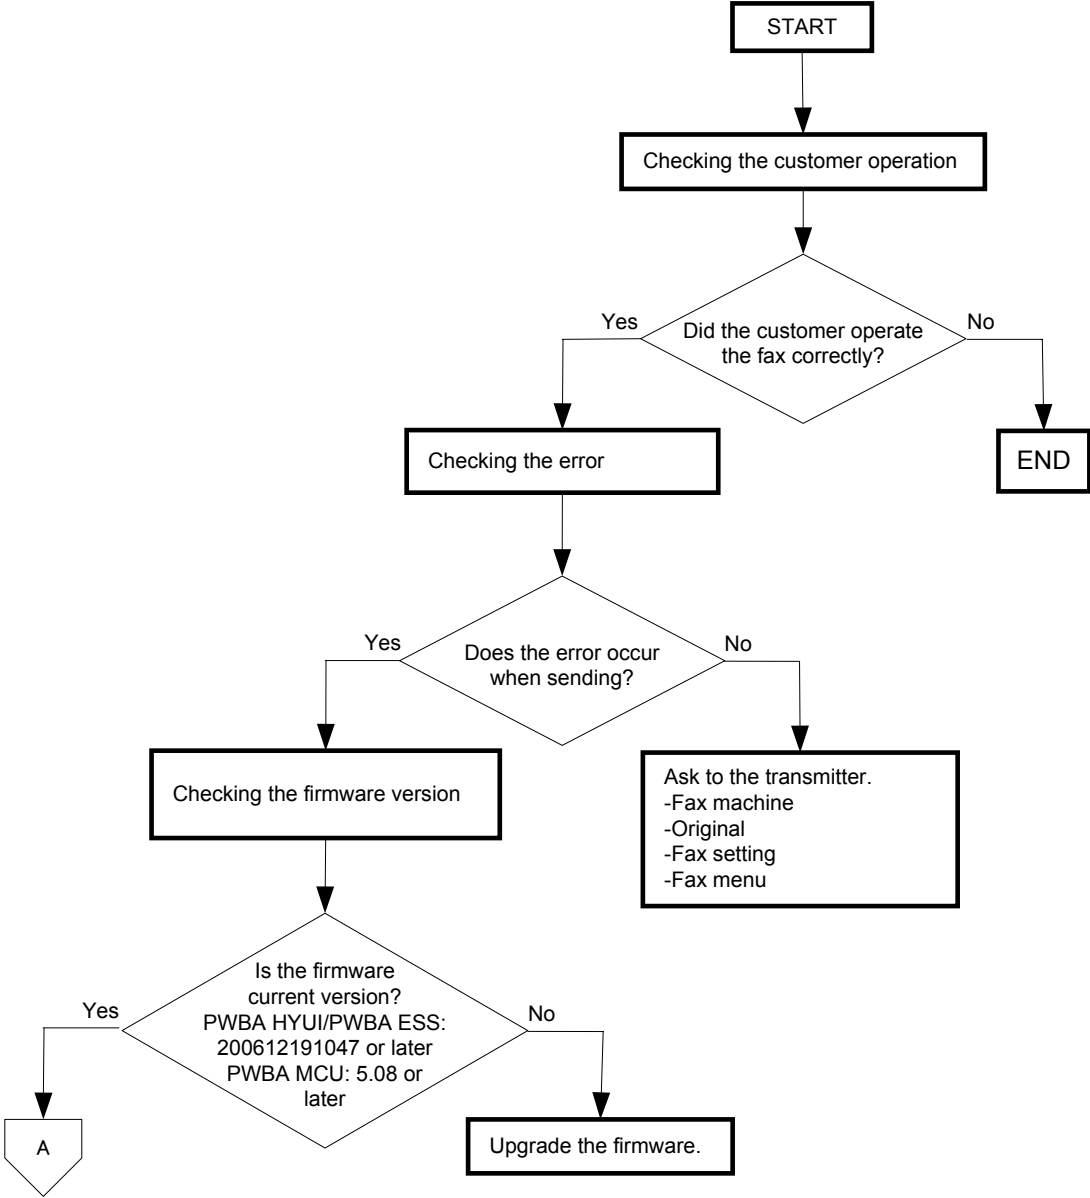 START
Checking the customer operation
Yes
No
Did the customer operate
the fax correctly?
Checking the error
END
Yes
No
Does the error occur
when sending?
Checking the firmware version
Ask to the transmitter.
-Fax machine
-Original
-Fax setting
-Fax menu
Is the firmware
current version?
PWBA HYUI/PWBA ESS:
200612191047 or later
PWBA MCU: 5.08 or
later
Yes
No
A
Upgrade the firmware.